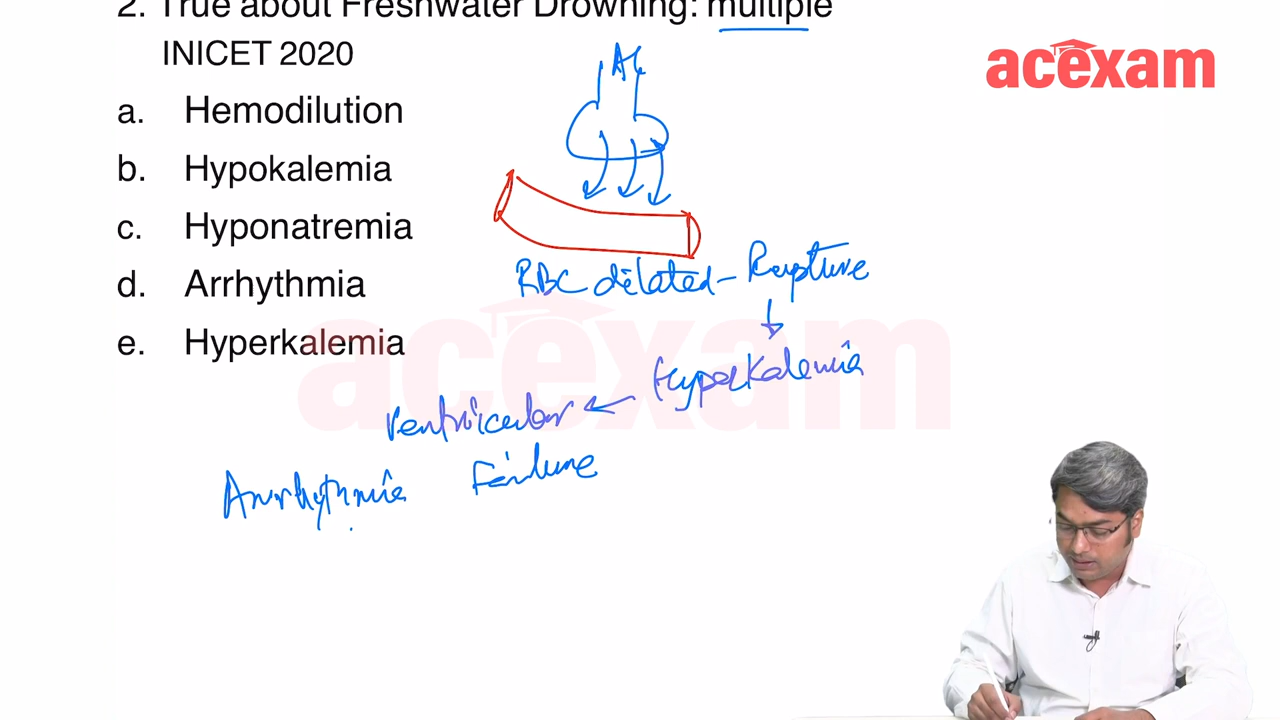 2. True about Freshwater Drowning: multiple
INICET 2020
acexam
a. Hemodilution
b. Hypokalemia
c. Hyponatremia
d. Arrhythmia
e. Hyperkalemia
RBC dilated - Rupture
Hyperkalemia
Ventricular
Failure
Arrhythmia
acexam